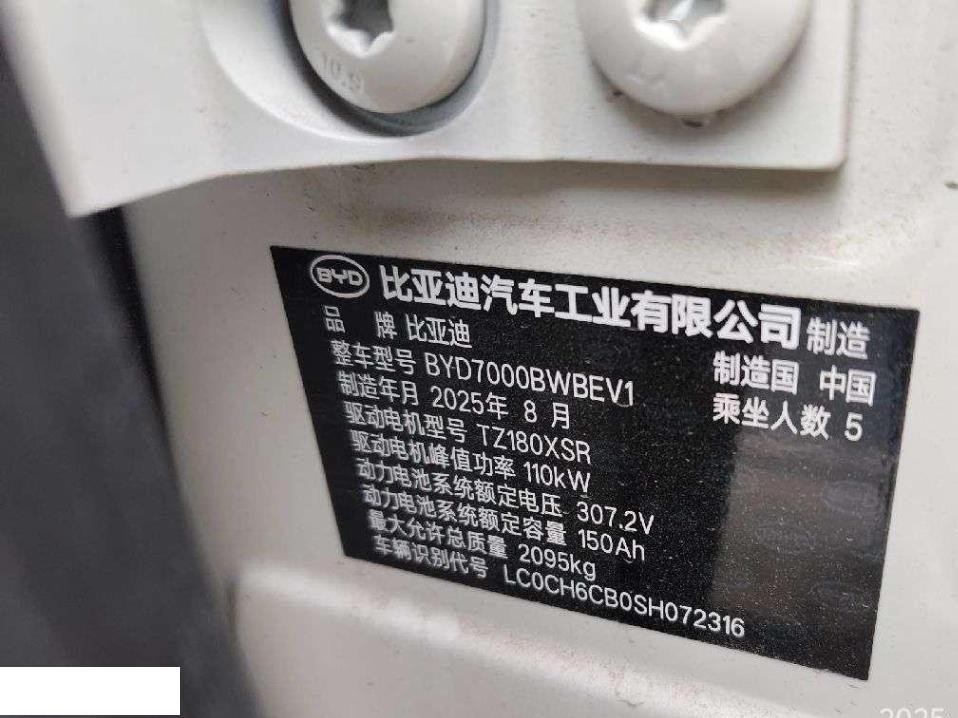 10.9
BYD 比亚迪汽车工业有限公司 制造
品 牌 比亚迪
制造国 中国
整车型号 BYD7000BWBEV1
乘坐人数 5
制造年月 2025年 8 月
驱动电机型号 TZ180XSR
驱动电机峰值功率 110kW
动力电池系统额定电压 307.2V
动力电池系统额定容量 150Ah
最大允许总质量 2095kg
车辆识别代号 LC0CH6CB0SH072316